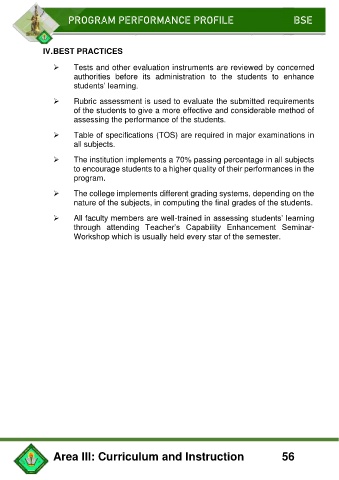 PROGRAM PERFORMANCE PROFILE BSE
IV. BEST PRACTICES
➢ Tests and other evaluation instruments are reviewed by concerned
authorities before its administration to the students to enhance
students' learning.
➢ Rubric assessment is used to evaluate the submitted requirements
of the students to give a more effective and considerable method of
assessing the performance of the students.
➢ Table of specifications (TOS) are required in major examinations in
all subjects.
➢ The institution implements a 70% passing percentage in all subjects
to encourage students to a higher quality of their performances in the
program.
➢ The college implements different grading systems, depending on the
nature of the subjects, in computing the final grades of the students.
➢ All faculty members are well-trained in assessing students' learning
through attending Teacher's Capability Enhancement Seminar-
Workshop which is usually held every star of the semester.
Area III: Curriculum and Instruction 56